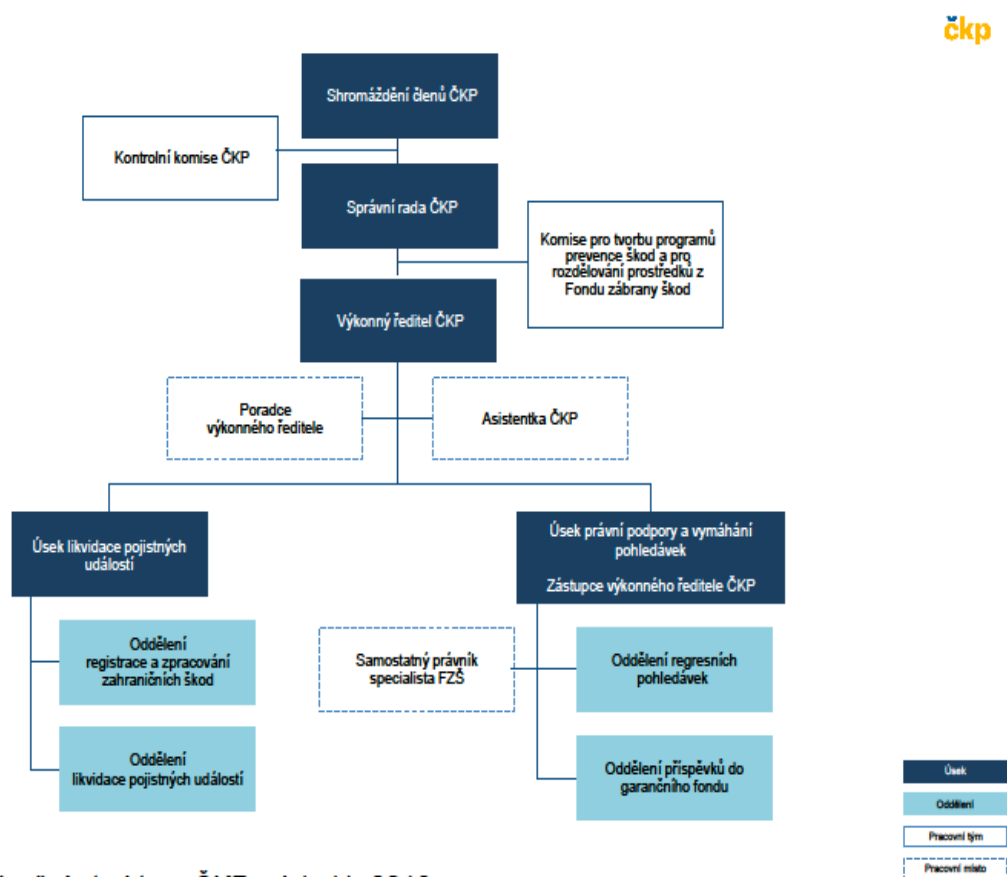 čkp
Shromáždění členů ČKP
Kontrolní komise ČKP
Správní rada ČKP
Komise pro tvorbu programů
prevence škod a pro
rozdělování prostředků z
Fondu zábrany škod
Výkonný ředitel ČKP
Poradce
výkonného ředitele
Asistentka ČKP
Úsek likvidace pojistných
událostí
Úsek právní podpory a vymáhání
pohledávek
Zástupce výkonného ředitele ČKP
Oddělení
registrace a zpracování
zahraničních škod
Samostatný právník
specialista FZŠ
Oddělení regresních
pohledávek
Oddělení
likvidace pojistných událostí
Oddělení příspěvků do
garančního fondu
Úsek
Oddělení
Pracovní tým
Pracovní místo